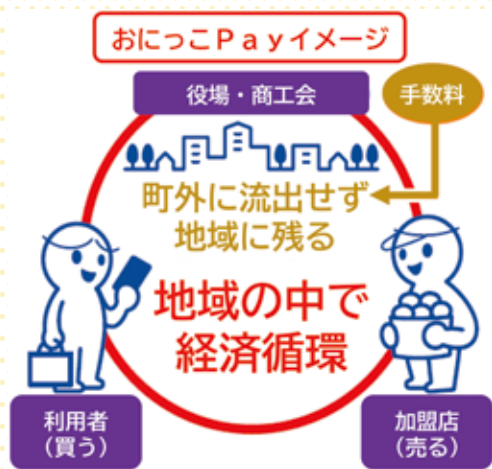 おにっこＰａｙイメージ
役場・商工会
手数料
町外に流出せず
地域に残る
地域の中で
経済循環
利用者
（買う）
加盟店
（売る）